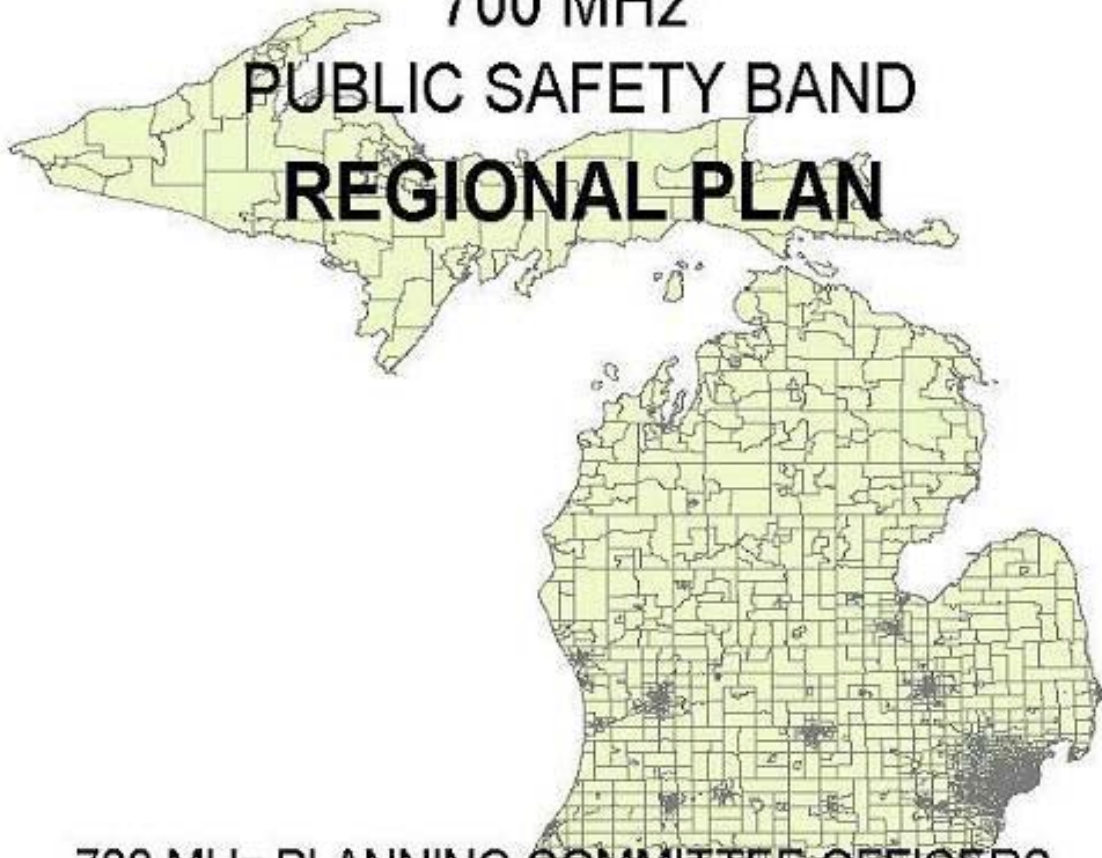 700 MHz
PUBLIC SAFETY BAND
REGIONAL PLAN
700 MHz PLANNING COMMITTEE OFFICERS